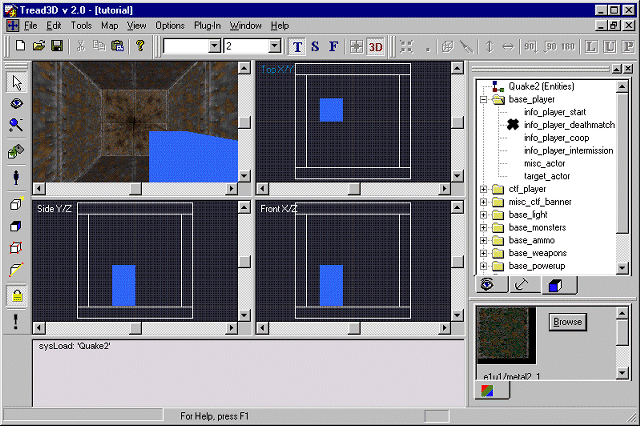 Tread3D v 2.0 - [tutorial]
File Edit Tools Map View Options Plug-In Window Help
2 T S F 3D 90 90 180 L U P
Top X/Y
Side Y/Z
Front X/Z
Quake2 (Entities)
base_player
info_player_start
info_player_deathmatch
info_player_coop
info_player_intermission
misc_actor
target_actor
ctf_player
misc_ctf_banner
base_light
base_monsters
base_ammo
base_weapons
base_powerup
sysLoad: 'Quake2'
Browse
e1u1/metal2_1
For Help, press F1